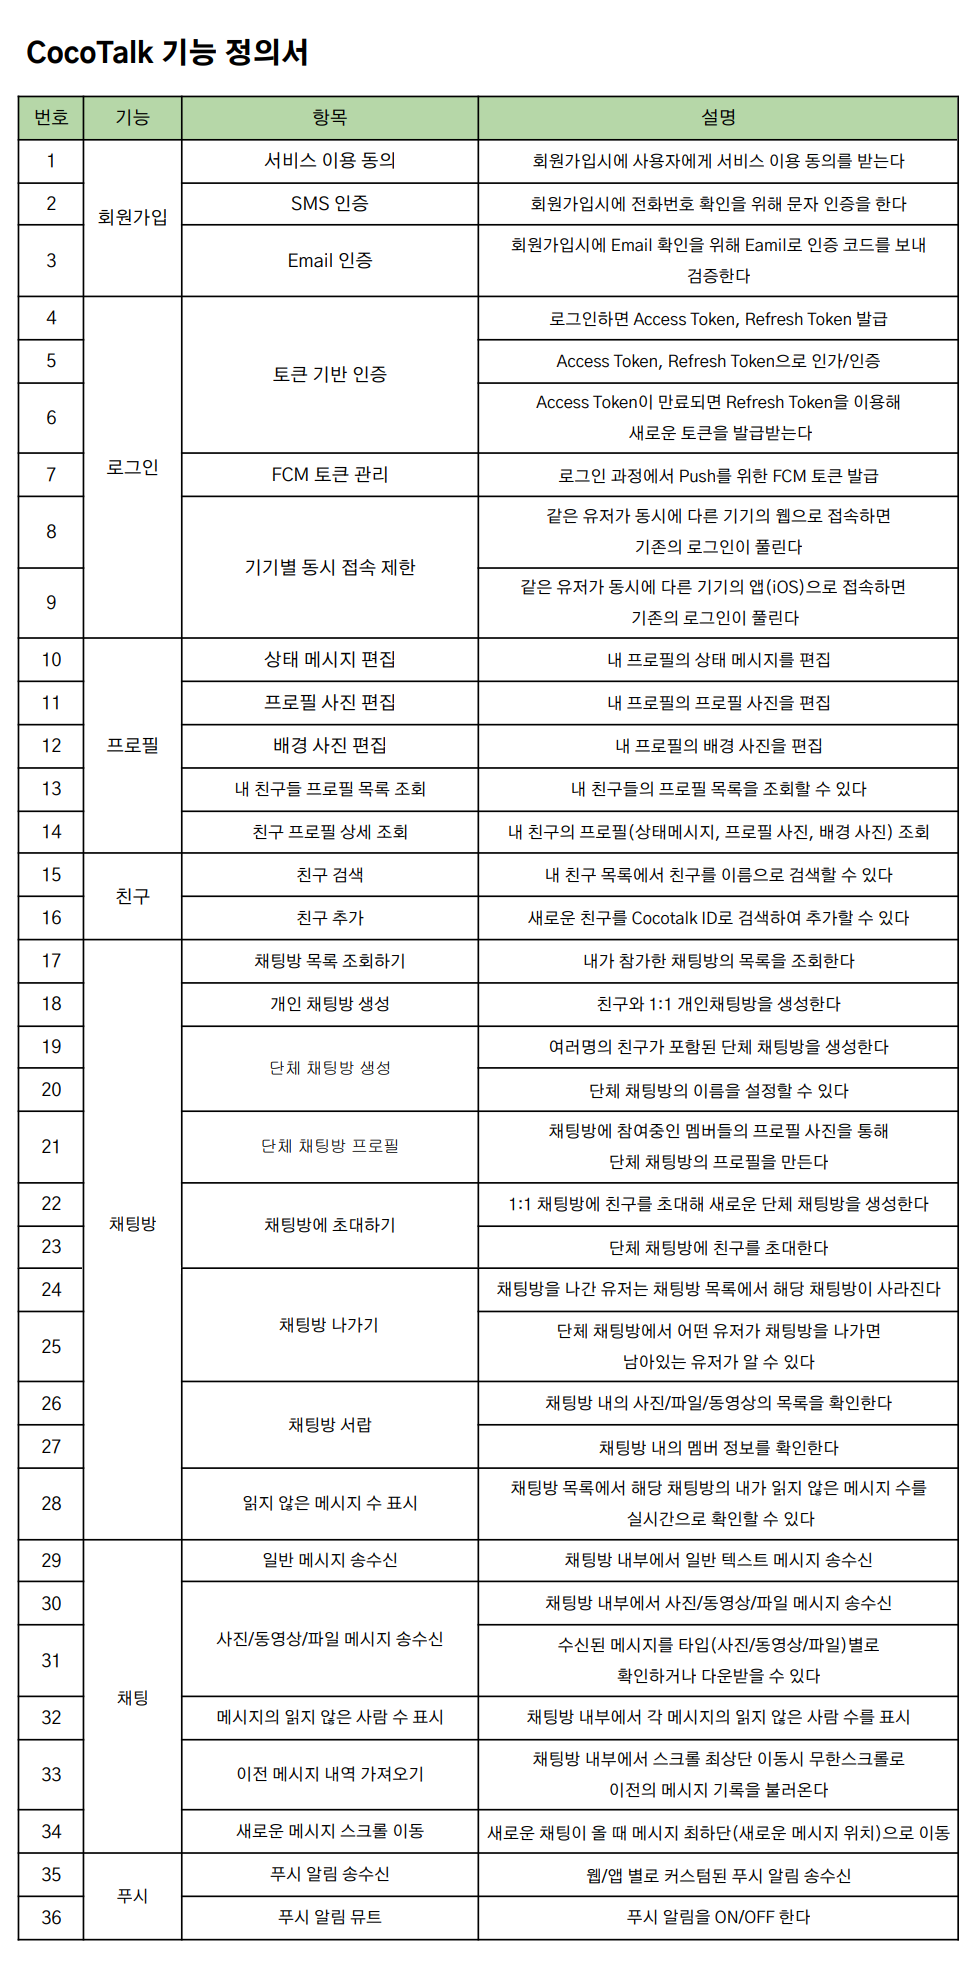 CocoTalk 기능 정의서
번호 기능 항목 설명
1 회원가입 서비스 이용 동의 회원가입시에 사용자에게 서비스 이용 동의를 받는다
2 SMS 인증 회원가입시에 전화번호 확인을 위해 문자 인증을 한다
3 Email 인증 회원가입시에 Email 확인을 위해 Eamil로 인증 코드를 보내
검증한다
4 로그인 토큰 기반 인증 로그인하면 Access Token, Refresh Token 발급
5 Access Token, Refresh Token으로 인가/인증
6 Access Token이 만료되면 Refresh Token을 이용해
새로운 토큰을 발급받는다
7 FCM 토큰 관리 로그인 과정에서 Push를 위한 FCM 토큰 발급
8 기기별 동시 접속 제한 같은 유저가 동시에 다른 기기의 웹으로 접속하면
기존의 로그인이 풀린다
9 같은 유저가 동시에 다른 기기의 앱(iOS)으로 접속하면
기존의 로그인이 풀린다
10 프로필 상태 메시지 편집 내 프로필의 상태 메시지를 편집
11 프로필 사진 편집 내 프로필의 프로필 사진을 편집
12 배경 사진 편집 내 프로필의 배경 사진을 편집
13 내 친구들 프로필 목록 조회 내 친구들의 프로필 목록을 조회할 수 있다
14 친구 프로필 상세 조회 내 친구의 프로필(상태메시지, 프로필 사진, 배경 사진) 조회
15 친구 친구 검색 내 친구 목록에서 친구를 이름으로 검색할 수 있다
16 친구 추가 새로운 친구를 Cocotalk ID로 검색하여 추가할 수 있다
17 채팅방 채팅방 목록 조회하기 내가 참가한 채팅방의 목록을 조회한다
18 개인 채팅방 생성 친구와 1:1 개인채팅방을 생성한다
19 단체 채팅방 생성 여러명의 친구가 포함된 단체 채팅방을 생성한다
20 단체 채팅방의 이름을 설정할 수 있다
21 단체 채팅방 프로필 채팅방에 참여중인 멤버들의 프로필 사진을 통해
단체 채팅방의 프로필을 만든다
22 채팅방에 초대하기 1:1 채팅방에 친구를 초대해 새로운 단체 채팅방을 생성한다
23 단체 채팅방에 친구를 초대한다
24 채팅방 나가기 채팅방을 나간 유저는 채팅방 목록에서 해당 채팅방이 사라진다
25 단체 채팅방에서 어떤 유저가 채팅방을 나가면
남아있는 유저가 알 수 있다
26 채팅방 서랍 채팅방 내의 사진/파일/동영상의 목록을 확인한다
27 채팅방 내의 멤버 정보를 확인한다
28 읽지 않은 메시지 수 표시 채팅방 목록에서 해당 채팅방의 내가 읽지 않은 메시지 수를
실시간으로 확인할 수 있다
29 채팅 일반 메시지 송수신 채팅방 내부에서 일반 텍스트 메시지 송수신
30 사진/동영상/파일 메시지 송수신 채팅방 내부에서 사진/동영상/파일 메시지 송수신
31 수신된 메시지를 타입(사진/동영상/파일)별로
확인하거나 다운받을 수 있다
32 메시지의 읽지 않은 사람 수 표시 채팅방 내부에서 각 메시지의 읽지 않은 사람 수를 표시
33 이전 메시지 내역 가져오기 채팅방 내부에서 스크롤 최상단 이동시 무한스크롤로
이전의 메시지 기록을 불러온다
34 새로운 메시지 스크롤 이동 새로운 채팅이 올 때 메시지 최하단(새로운 메시지 위치)으로 이동
35 푸시 푸시 알림 송수신 웹/앱 별로 커스텀된 푸시 알림 송수신
36 푸시 알림 뮤트 푸시 알림을 ON/OFF 한다